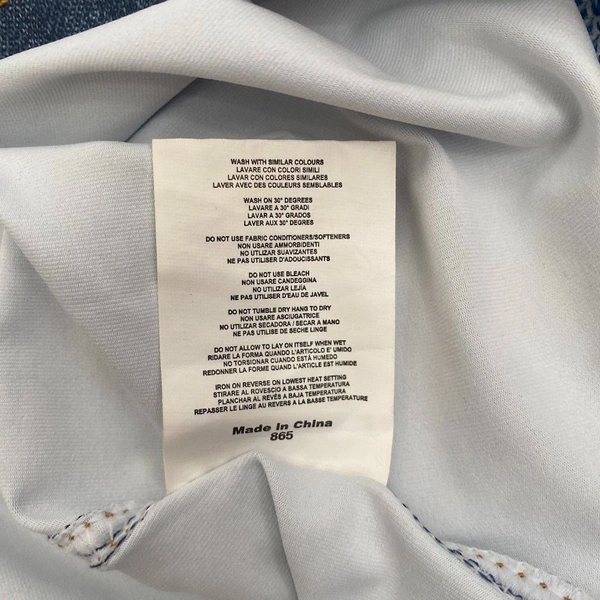 WASH WITH SIMILAR COLOURS
LAVARE CON COLORI SIMILI
LAVAR CON COLORES SIMILARES
LAVER AVEC DES COULEURS SEMBLABLES
WASH ON 30° DEGREES
LAVARE A 30° GRADI
LAVAR A 30° GRADOS
LAVER AUX 30° DEGRES
DO NOT USE FABRIC CONDITIONERS/SOFTENERS
NON USARE AMMORBIDENTI
NO UTILIZAR SUAVIZANTES
NE PAS UTILISER D'ADOUCISSANTS
DO NOT USE BLEACH
NON USARE CANDEGGINA
NO UTILIZAR LEJÍA
NE PAS UTILISER D'EAU DE JAVEL
DO NOT TUMBLE DRY HANG TO DRY
NON USARE ASCIUGATRICE
NO UTILIZAR SECADORA / SECAR A MANO
NE PAS UTILISE DE SECHE LINGE
DO NOT ALLOW TO LAY ON ITSELF WHEN WET
RIDARE LA FORMA QUANDO L'ARTICOLO E' UMIDO
NO TORSIONAR CUANDO ESTÁ HUMEDO
REDONNER LA FORME QUAND L'ARTICLE EST HUMIDE
IRON ON REVERSE ON LOWEST HEAT SETTING
STIRARE AL ROVESCIO A BASSA TEMPERATURA
PLANCHAR AL REVÉS A BAJA TEMPERATURA
REPASSER LE LINGE AU REVERS A LA BASSE TEMPERATURE
Made in China
865